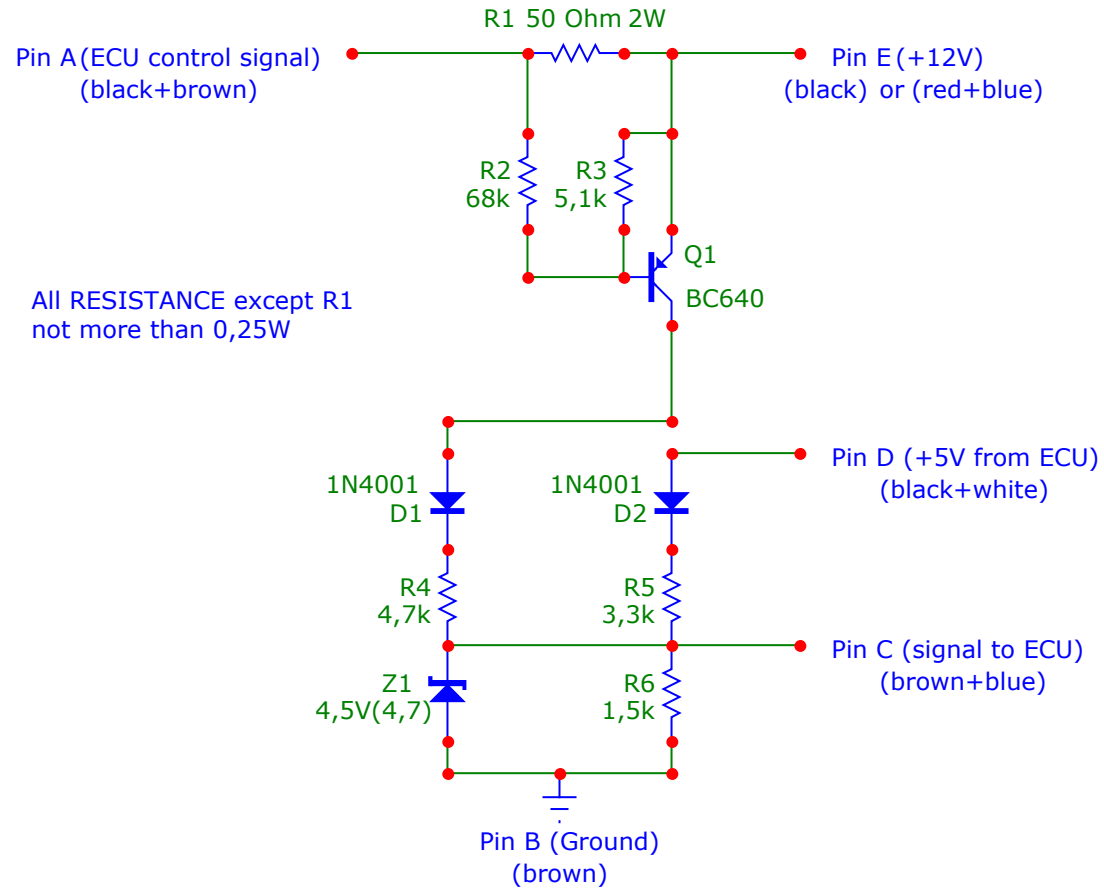 R1 50 Ohm 2W
Pin A (ECU control signal)
(black+brown)
Pin E (+12V)
(black) or (red+blue)
R2
68k
R3
5,1k
Q1
BC640
All RESISTANCE except R1
not more than 0,25W
1N4001
D1
1N4001
D2
Pin D (+5V from ECU)
(black+white)
R4
4,7k
R5
3,3k
Pin C (signal to ECU)
(brown+blue)
Z1
4,5V(4,7)
R6
1,5k
Pin B (Ground)
(brown)